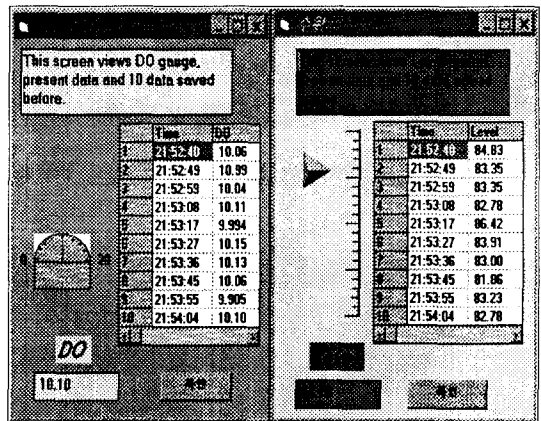 수위
This screen views DO gauge,
present data and 10 data saved
before.
Time DO
1 21:52:40 10.06
2 21:52:49 10.99
3 21:52:59 10.04
4 21:53:08 10.11
5 21:53:17 9.994
6 21:53:27 10.15
7 21:53:36 10.13
8 21:53:45 10.06
9 21:53:55 9.905
10 21:54:04 10.10
0 20
DO
10.10
Time Level
1 21:52:40 84.83
2 21:52:49 83.35
3 21:52:59 83.35
4 21:53:08 82.78
5 21:53:17 86.42
6 21:53:27 83.91
7 21:53:36 83.00
8 21:53:45 81.86
9 21:53:55 83.23
10 21:54:04 82.78